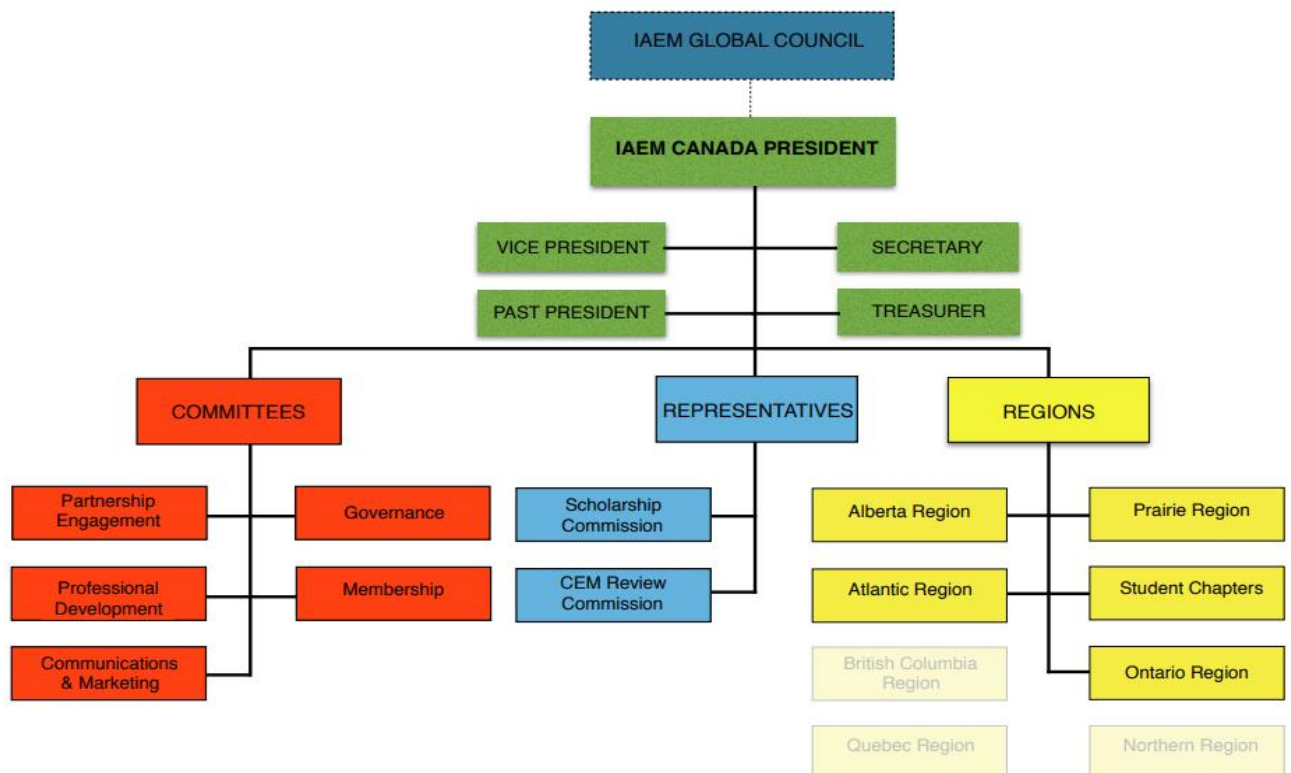 IAEM GLOBAL COUNCIL
IAEM CANADA PRESIDENT
VICE PRESIDENT
SECRETARY
PAST PRESIDENT
TREASURER
COMMITTEES
REPRESENTATIVES
REGIONS
Partnership
Engagement
Governance
Professional
Development
Membership
Communications
& Marketing
Scholarship
Commission
CEM Review
Commission
Alberta Region
Prairie Region
Atlantic Region
Student Chapters
British Columbia
Region
Ontario Region
Quebec Region
Northern Region